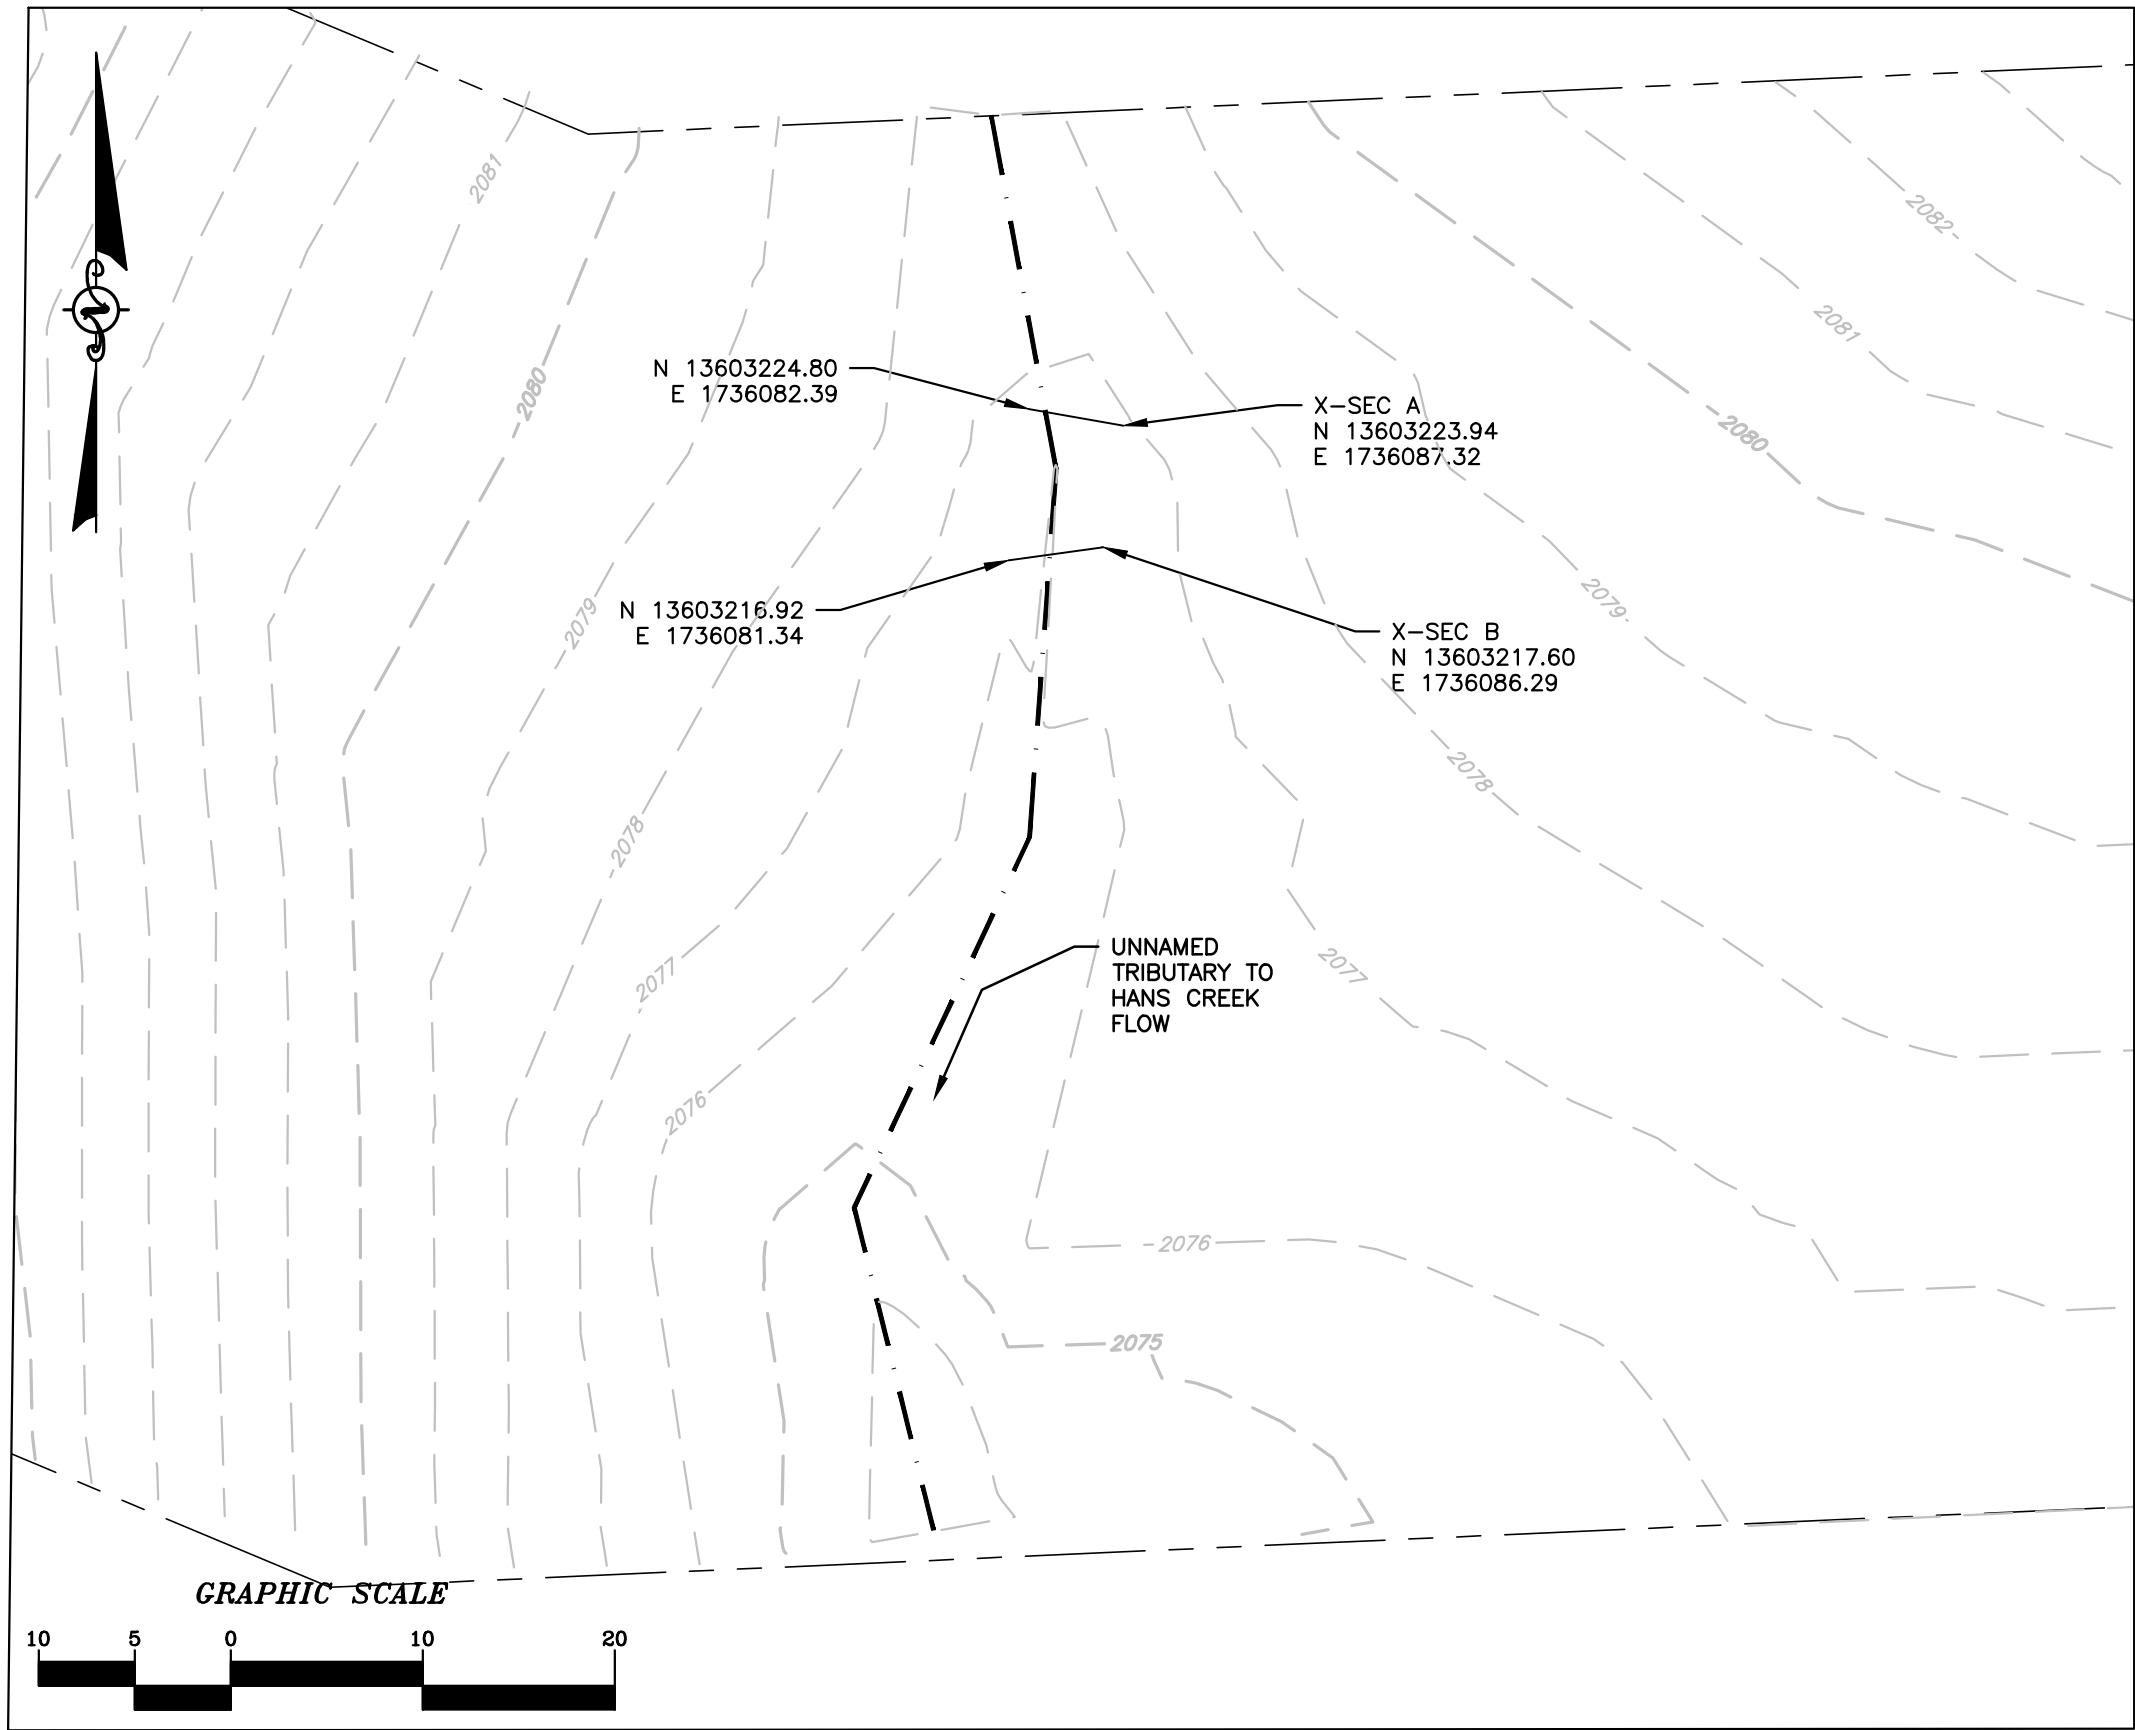 N
2081
2082
2080
2081
N 13603224.80
E 1736082.39
X-SEC A
N 13603223.94
E 1736087.32
2080
2079
N 13603216.92
E 1736081.34
2079
X-SEC B
N 13603217.60
E 1736086.29
2078
2078
2077
2077
UNNAMED
TRIBUTARY TO
HANS CREEK
FLOW
2076
2076
2075
GRAPHIC SCALE
10 5 0 10 20